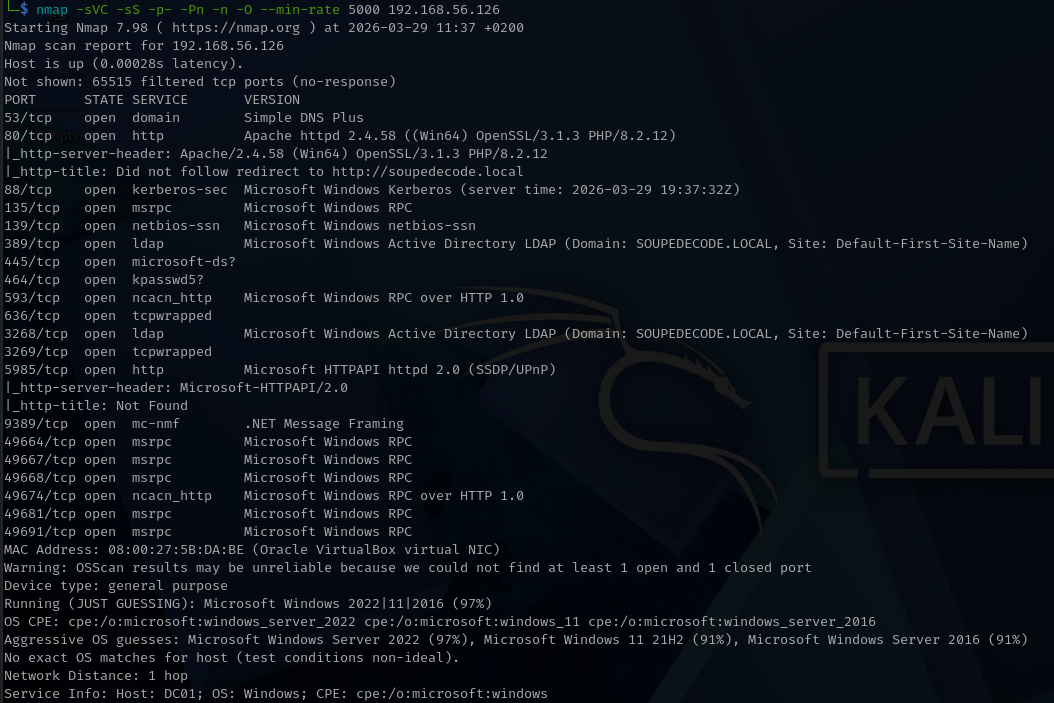 └─$ nmap -sVC -sS -p- -Pn -n -O --min-rate 5000 192.168.56.126
Starting Nmap 7.98 ( https://nmap.org ) at 2026-03-29 11:37 +0200
Nmap scan report for 192.168.56.126
Host is up (0.00028s latency).
Not shown: 65515 filtered tcp ports (no-response)
PORT      STATE SERVICE       VERSION
53/tcp    open  domain        Simple DNS Plus
80/tcp    open  http          Apache httpd 2.4.58 ((Win64) OpenSSL/3.1.3 PHP/8.2.12)
|_http-server-header: Apache/2.4.58 (Win64) OpenSSL/3.1.3 PHP/8.2.12
|_http-title: Did not follow redirect to http://soupedecode.local
88/tcp    open  kerberos-sec  Microsoft Windows Kerberos (server time: 2026-03-29 19:37:32Z)
135/tcp   open  msrpc         Microsoft Windows RPC
139/tcp   open  netbios-ssn   Microsoft Windows netbios-ssn
389/tcp   open  ldap          Microsoft Windows Active Directory LDAP (Domain: SOUPEDECODE.LOCAL, Site: Default-First-Site-Name)
445/tcp   open  microsoft-ds?
464/tcp   open  kpasswd5?
593/tcp   open  ncacn_http    Microsoft Windows RPC over HTTP 1.0
636/tcp   open  tcpwrapped
3268/tcp  open  ldap          Microsoft Windows Active Directory LDAP (Domain: SOUPEDECODE.LOCAL, Site: Default-First-Site-Name)
3269/tcp  open  tcpwrapped
5985/tcp  open  http          Microsoft HTTPAPI httpd 2.0 (SSDP/UPnP)
|_http-server-header: Microsoft-HTTPAPI/2.0
|_http-title: Not Found
9389/tcp  open  mc-nmf        .NET Message Framing
49664/tcp open  msrpc         Microsoft Windows RPC
49667/tcp open  msrpc         Microsoft Windows RPC
49668/tcp open  msrpc         Microsoft Windows RPC
49674/tcp open  ncacn_http    Microsoft Windows RPC over HTTP 1.0
49681/tcp open  msrpc         Microsoft Windows RPC
49691/tcp open  msrpc         Microsoft Windows RPC
MAC Address: 08:00:27:5B:DA:BE (Oracle VirtualBox virtual NIC)
Warning: OSScan results may be unreliable because we could not find at least 1 open and 1 closed port
Device type: general purpose
Running (JUST GUESSING): Microsoft Windows 2022|11|2016 (97%)
OS CPE: cpe:/o:microsoft:windows_server_2022 cpe:/o:microsoft:windows_11 cpe:/o:microsoft:windows_server_2016
Aggressive OS guesses: Microsoft Windows Server 2022 (97%), Microsoft Windows 11 21H2 (91%), Microsoft Windows Server 2016 (91%)
No exact OS matches for host (test conditions non-ideal).
Network Distance: 1 hop
Service Info: Host: DC01; OS: Windows; CPE: cpe:/o:microsoft:windows
KALI